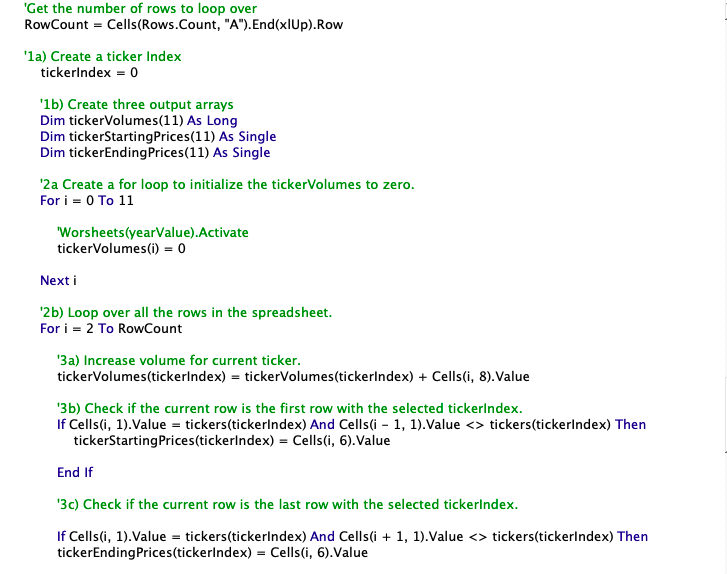 'Get the number of rows to loop over
RowCount = Cells(Rows.Count, "A").End(xlUp).Row
'1a) Create a ticker Index
tickerIndex = 0
'1b) Create three output arrays
Dim tickerVolumes(11) As Long
Dim tickerStartingPrices(11) As Single
Dim tickerEndingPrices(11) As Single
'2a Create a for loop to initialize the tickerVolumes to zero.
For i = 0 To 11
'Worsheets(yearValue).Activate
tickerVolumes(i) = 0
Next i
'2b) Loop over all the rows in the spreadsheet.
For i = 2 To RowCount
'3a) Increase volume for current ticker.
tickerVolumes(tickerIndex) = tickerVolumes(tickerIndex) + Cells(i, 8).Value
'3b) Check if the current row is the first row with the selected tickerIndex.
If Cells(i, 1).Value = tickers(tickerIndex) And Cells(i - 1, 1).Value <> tickers(tickerIndex) Then
tickerStartingPrices(tickerIndex) = Cells(i, 6).Value
End If
'3c) Check if the current row is the last row with the selected tickerIndex.
If Cells(i, 1).Value = tickers(tickerIndex) And Cells(i + 1, 1).Value <> tickers(tickerIndex) Then
tickerEndingPrices(tickerIndex) = Cells(i, 6).Value